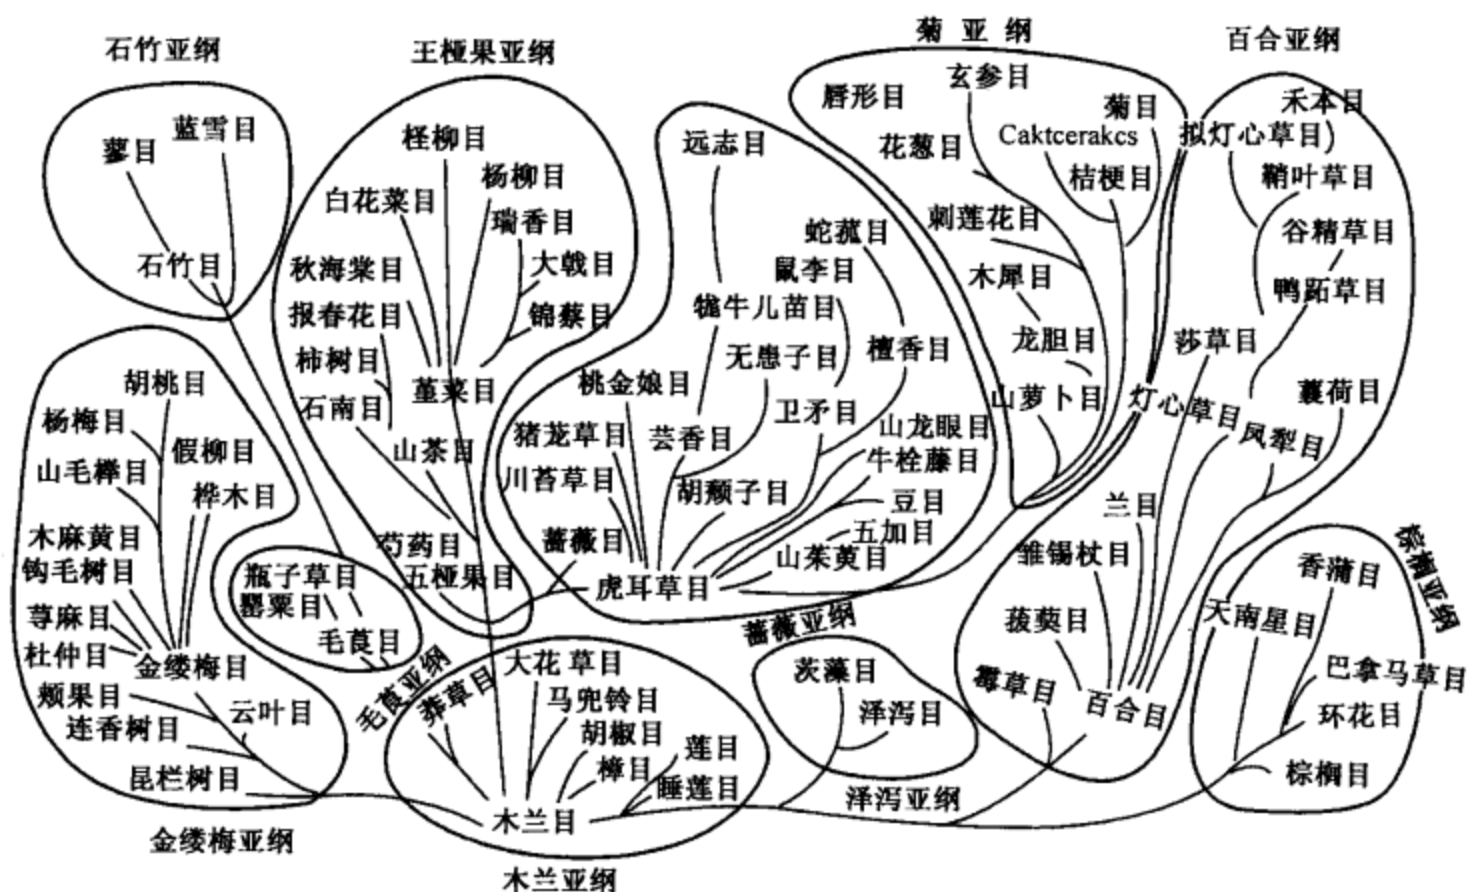 石竹亚纲
蓼目
蓝雪目
石竹目
王桠果亚纲
柽柳目
杨柳目
白花菜目
瑞香目
秋海棠目
大戟目
报春花目
锦葵目
柿树目
堇菜目
石南目
山茶目
芍药目
五桠果目
远志目
蛇菰目
鼠李目
牻牛儿苗目
无患子目
檀香目
桃金娘目
卫矛目
猪茏草目
芸香目
山龙眼目
牛栓藤目
川苔草目
胡颓子目
豆目
五加目
蔷薇目
山茱萸目
虎耳草目
蔷薇亚纲
菊亚纲
玄参目
唇形目
菊目
Caktcerakcs
花葱目
桔梗目
刺莲花目
木犀目
龙胆目
山萝卜目
百合亚纲
禾本目
拟灯心草目)
鞘叶草目
谷精草目
鸭跖草目
莎草目
蘘荷目
灯心草目
凤犁目
兰目
雏锡杖目
菝葜目
霉草目
百合目
棕榈亚纲
香蒲目
天南星目
巴拿马草目
环花目
棕榈目
胡桃目
杨梅目
假柳目
山毛榉目
桦木目
木麻黄目
钩毛树目
荨麻目
杜仲目
金缕梅目
颊果目
云叶目
连香树目
昆栏树目
金缕梅亚纲
瓶子草目
罂粟目
毛茛目
毛茛亚纲
大花草目
莽草目
马兜铃目
胡椒目
莲目
樟目
睡莲目
木兰目
木兰亚纲
茨藻目
泽泻目
泽泻亚纲